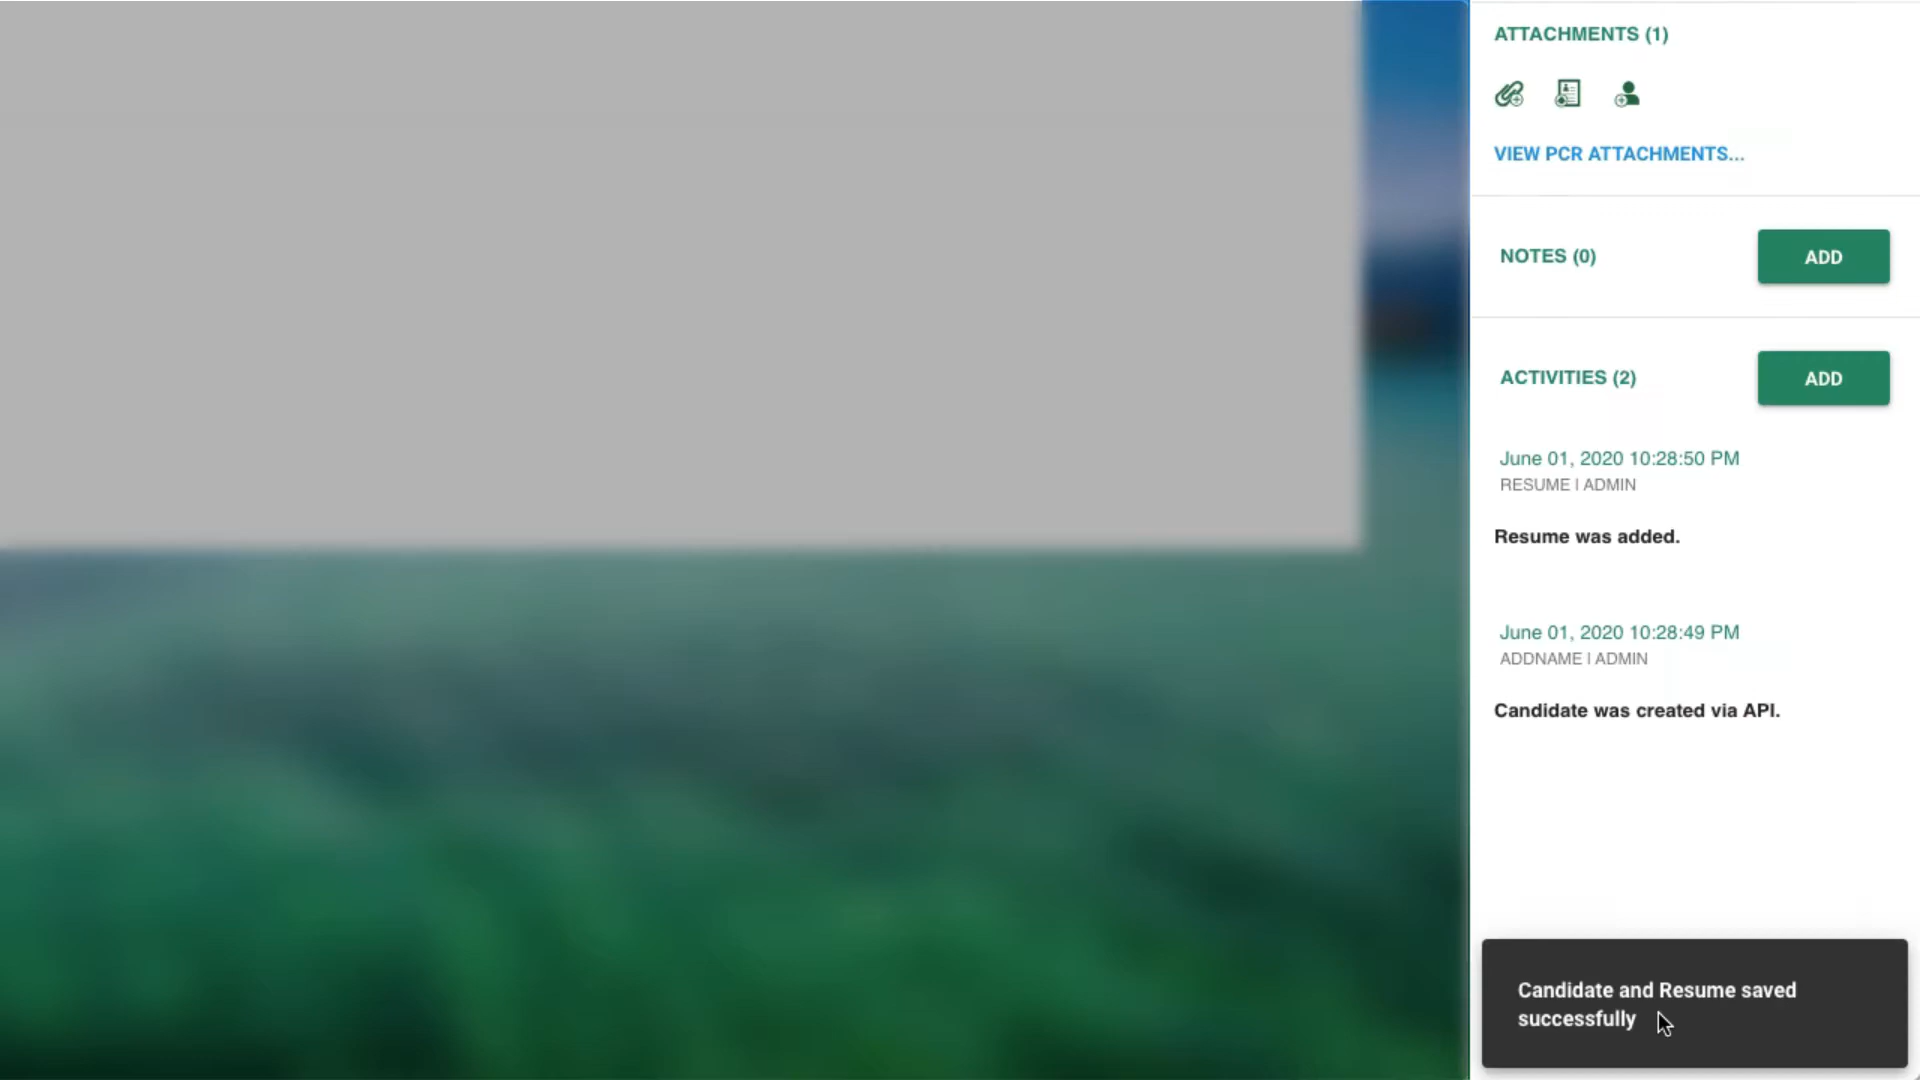 ATTACHMENTS (1)
VIEW PCR ATTACHMENTS...
NOTES (0)
ADD
ACTIVITIES (2)
ADD
June 01, 2020 10:28:50 PM
RESUME | ADMIN
Resume was added.
June 01, 2020 10:28:49 PM
ADDNAME | ADMIN
Candidate was created via API.
Candidate and Resume saved
successfully